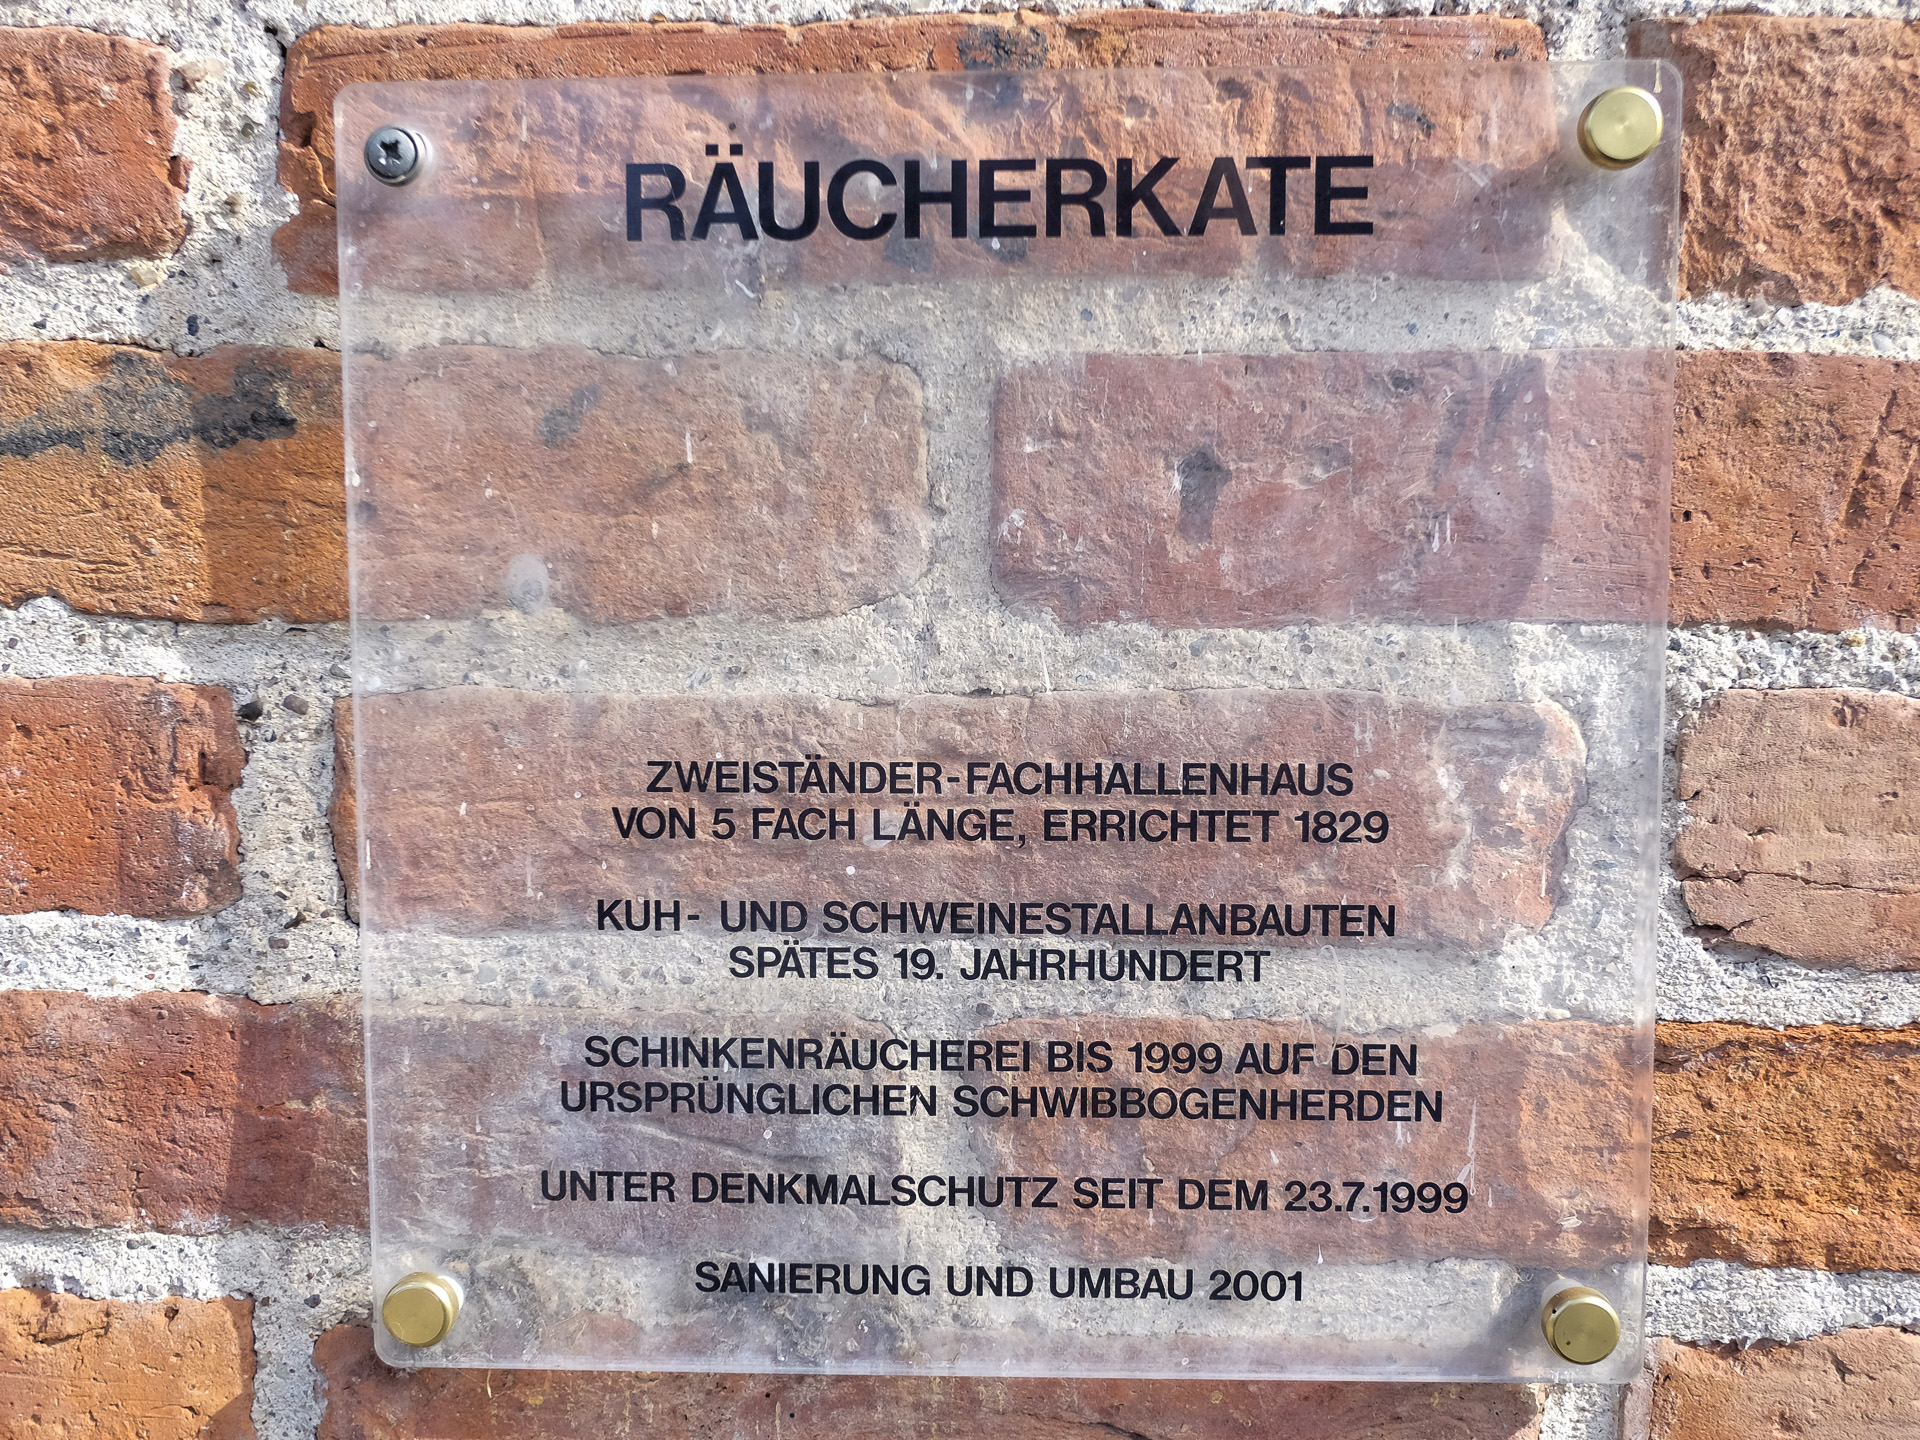 RÄUCHERKATE
ZWEISTÄNDER-FACHHALLENHAUS
VON 5 FACH LÄNGE, ERRICHTET 1829
KUH- UND SCHWEINESTALLANBAUTEN
SPÄTES 19. JAHRHUNDERT
SCHINKENRÄUCHEREI BIS 1999 AUF DEN
URSPRÜNGLICHEN SCHWIBBOGENHERDEN
UNTER DENKMALSCHUTZ SEIT DEM 23.7.1999
SANIERUNG UND UMBAU 2001